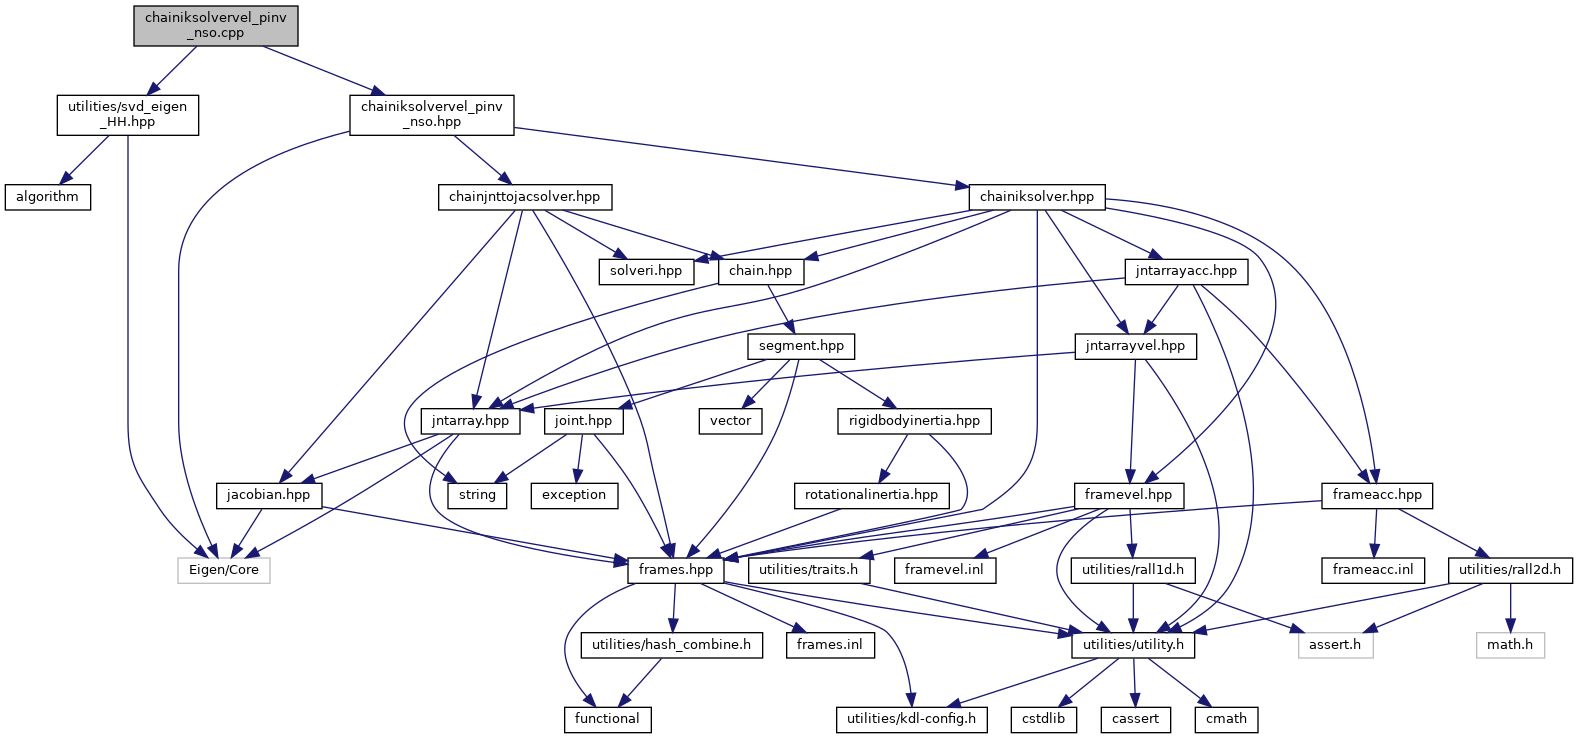 chainiksolvervel_pinv
_nso.cpp
utilities/svd_eigen
_HH.hpp
chainiksolvervel_pinv
_nso.hpp
algorithm
chainjnttojacsolver.hpp
chainiksolver.hpp
solveri.hpp
chain.hpp
jntarrayacc.hpp
segment.hpp
jntarrayvel.hpp
jntarray.hpp
joint.hpp
vector
rigidbodyinertia.hpp
jacobian.hpp
string
exception
rotationalinertia.hpp
framevel.hpp
frameacc.hpp
Eigen/Core
frames.hpp
utilities/traits.h
framevel.inl
utilities/rall1d.h
frameacc.inl
utilities/rall2d.h
utilities/hash_combine.h
frames.inl
utilities/utility.h
assert.h
math.h
functional
utilities/kdl-config.h
cstdlib
cassert
cmath